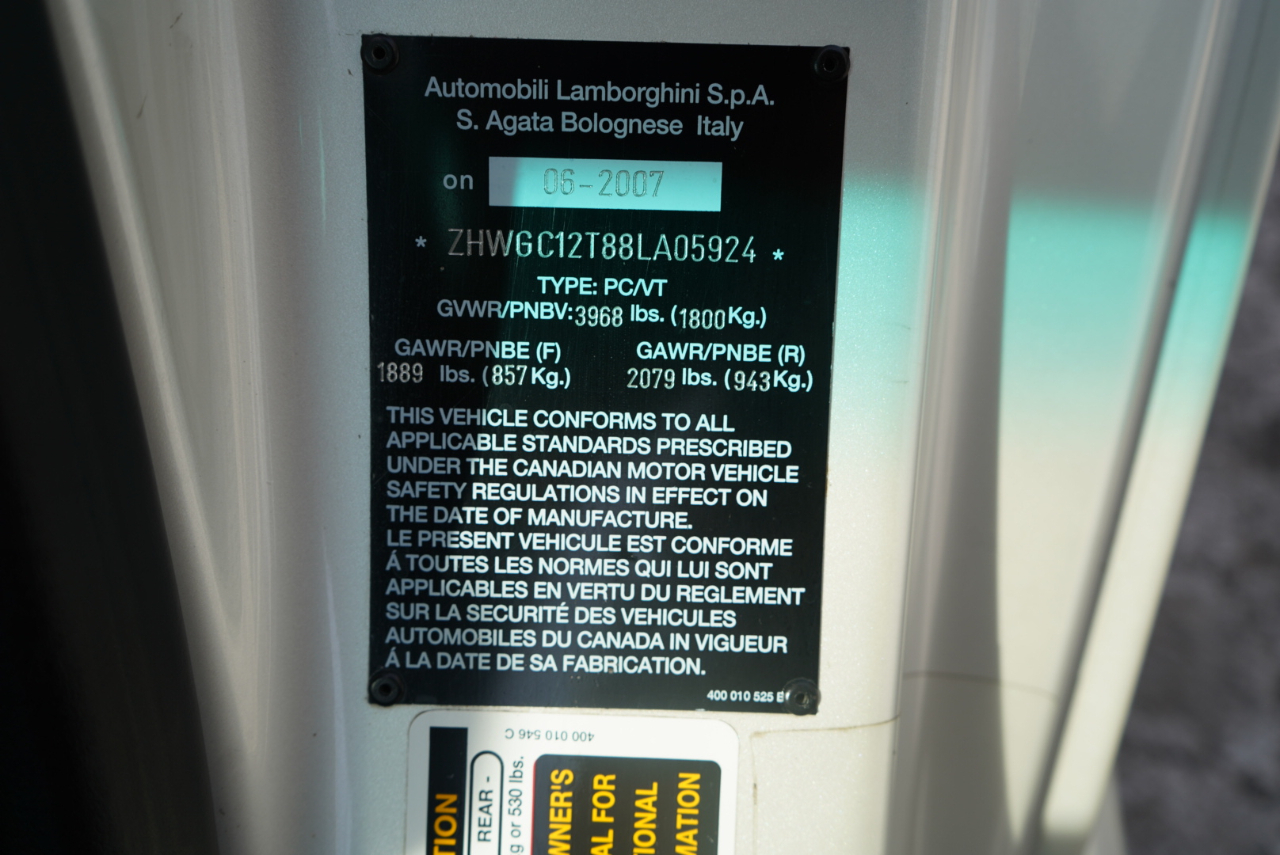 Automobili Lamborghini S.p.A.
S. Agata Bolognese Italy
on 06-2007
* ZHWGC12T88LA05924 *
TYPE: PC/VT
GVWR/PNBV: 3968 lbs. (1800 Kg.)
GAWR/PNBE (F) GAWR/PNBE (R)
1889 lbs. (857 Kg.) 2079 lbs. (943 Kg.)
THIS VEHICLE CONFORMS TO ALL
APPLICABLE STANDARDS PRESCRIBED
UNDER THE CANADIAN MOTOR VEHICLE
SAFETY REGULATIONS IN EFFECT ON
THE DATE OF MANUFACTURE.
LE PRESENT VEHICULE EST CONFORME
Á TOUTES LES NORMES QUI LUI SONT
APPLICABLES EN VERTU DU REGLEMENT
SUR LA SECURITÉ DES VEHICULES
AUTOMOBILES DU CANADA IN VIGUEUR
Á LA DATE DE SA FABRICATION.
400 010 525
400 010 546 C
TION
REAR -
g or 530 lbs.
WNER'S
AL FOR
TIONAL
MATION